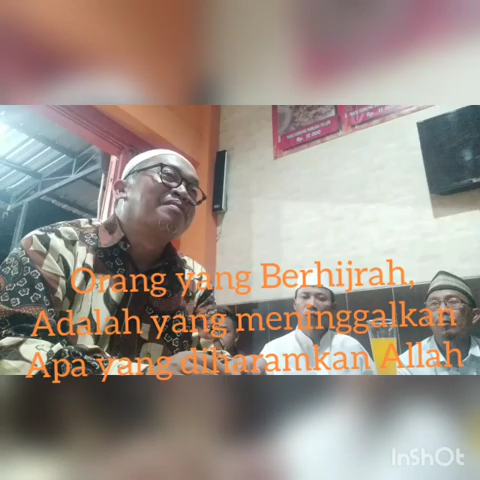 Orang yang Berhijrah,
Adalah yang meninggalkan
Apa yang diharamkan Allah
InShOt